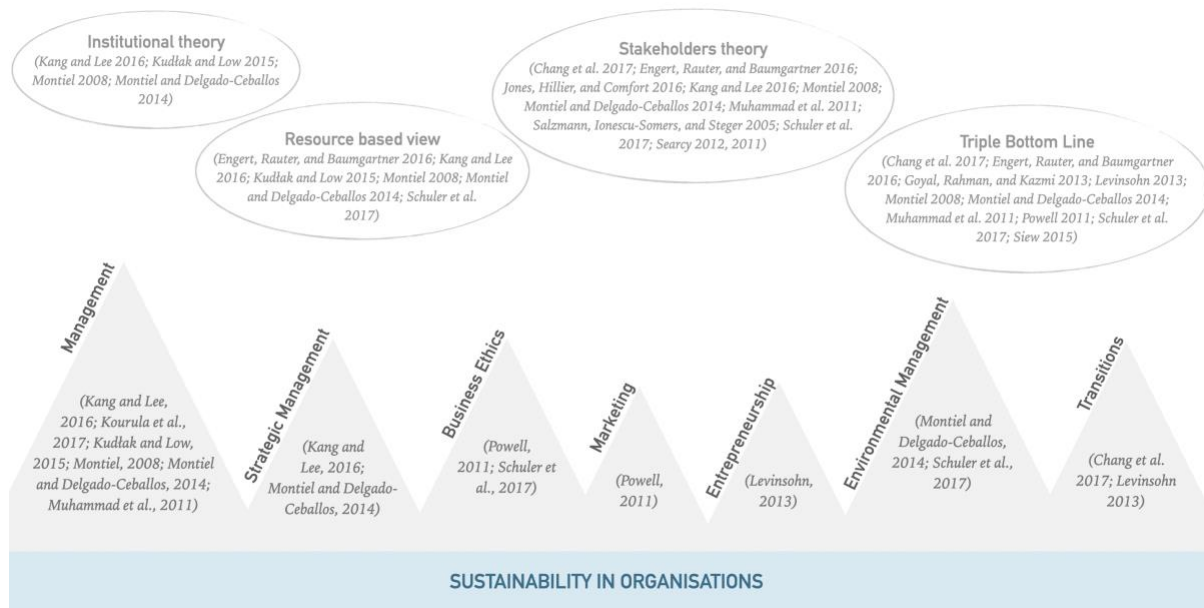 Institutional theory
(Kang and Lee 2016; Kudłak and Low 2015;
Montiel 2008; Montiel and Delgado-Ceballos
2014)
Stakeholders theory
(Chang et al. 2017; Engert, Rauter, and Baumgartner 2016;
Jones, Hillier, and Comfort 2016; Kang and Lee 2016; Montiel 2008;
Montiel and Delgado-Ceballos 2014; Muhammad et al. 2011;
Salzmann, Ionescu-Somers, and Steger 2005; Schuler et al.
2017; Searcy 2012, 2011)
Resource based view
(Engert, Rauter, and Baumgartner 2016; Kang and Lee
2016; Kudłak and Low 2015; Montiel 2008; Montiel
and Delgado-Ceballos 2014; Schuler et al.
2017)
Triple Bottom Line
(Chang et al. 2017; Engert, Rauter, and Baumgartner
2016; Goyal, Rahman, and Kazmi 2013; Levinsohn 2013;
Montiel 2008; Montiel and Delgado-Ceballos 2014;
Muhammad et al. 2011; Powell 2011; Schuler et al.
2017; Siew 2015)
Management
(Kang and Lee,
2016; Kourula et al.,
2017; Kudłak and Low,
2015; Montiel, 2008; Montiel
and Delgado-Ceballos, 2014;
Muhammad et al., 2011)
Strategic Management
(Kang and
Lee, 2016;
Montiel and Delgado-
Ceballos, 2014)
Business Ethics
(Powell,
2011; Schuler et
al., 2017)
Marketing
(Powell,
2011)
Entrepreneurship
(Levinsohn,
2013)
Environmental Management
(Montiel and
Delgado-Ceballos,
2014; Schuler et al.,
2017)
Transitions
(Chang et al.
2017; Levinsohn
2013)
SUSTAINABILITY IN ORGANISATIONS